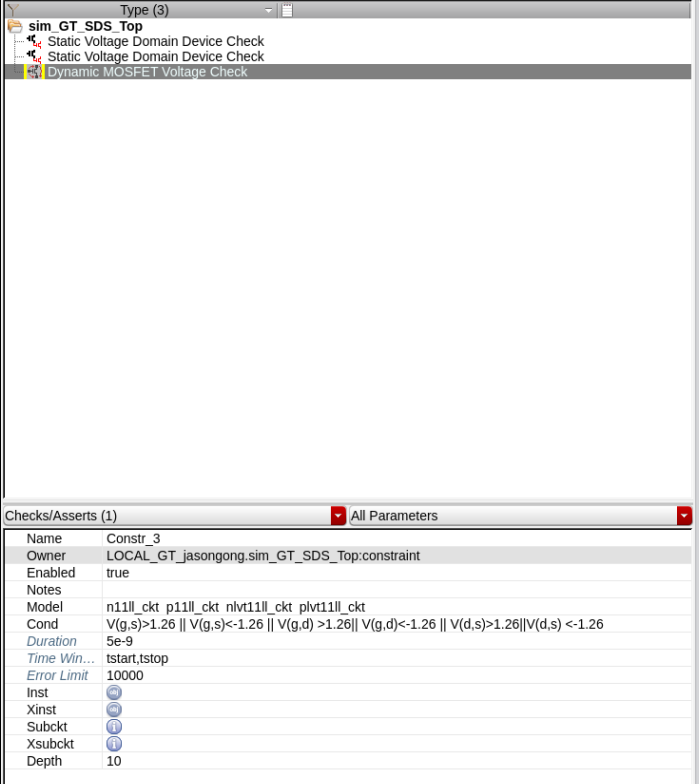 Type (3)
sim_GT_SDS_Top
Static Voltage Domain Device Check
Static Voltage Domain Device Check
Dynamic MOSFET Voltage Check
Checks/Asserts (1) All Parameters
Name Constr_3
Owner LOCAL_GT_jasongong.sim_GT_SDS_Top:constraint
Enabled true
Notes
Model n11ll_ckt p11ll_ckt nlvt11ll_ckt plvt11ll_ckt
Cond V(g,s)>1.26 || V(g,s)<-1.26 || V(g,d) >1.26|| V(g,d)<-1.26 || V(d,s)>1.26||V(d,s) <-1.26
Duration 5e-9
Time Win... tstart,tstop
Error Limit 10000
Inst obj
Xinst obj
Subckt i
Xsubckt i
Depth 10